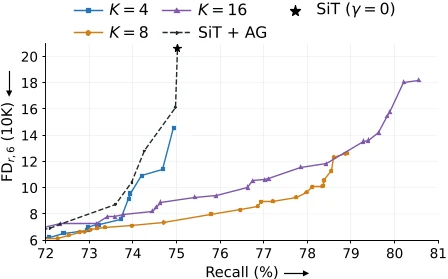 K = 4 K = 16 SiT (γ = 0)
K = 8 SiT + AG
20
18
16
14
12
10
8
6
FD_{r,6} (10K) ⟵
72 73 74 75 76 77 78 79 80 81
Recall (%) ⟶